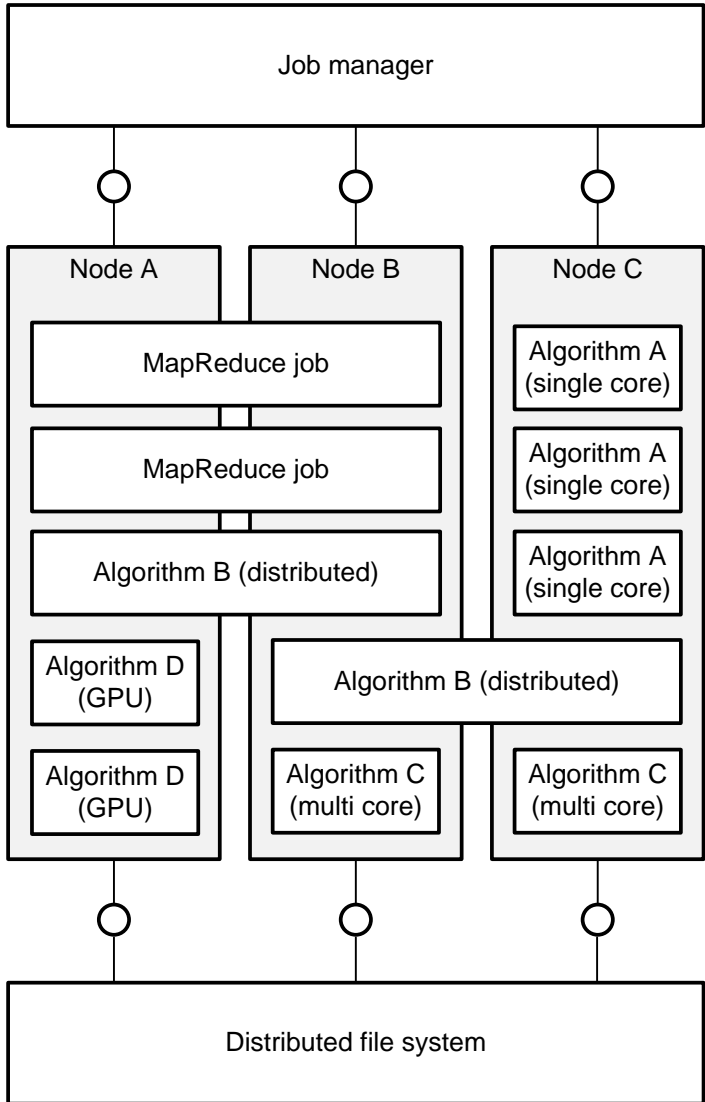 Job manager
Node A
Node B
Node C
MapReduce job
Algorithm A
(single core)
MapReduce job
Algorithm A
(single core)
Algorithm B (distributed)
Algorithm A
(single core)
Algorithm D
(GPU)
Algorithm B (distributed)
Algorithm D
(GPU)
Algorithm C
(multi core)
Algorithm C
(multi core)
Distributed file system